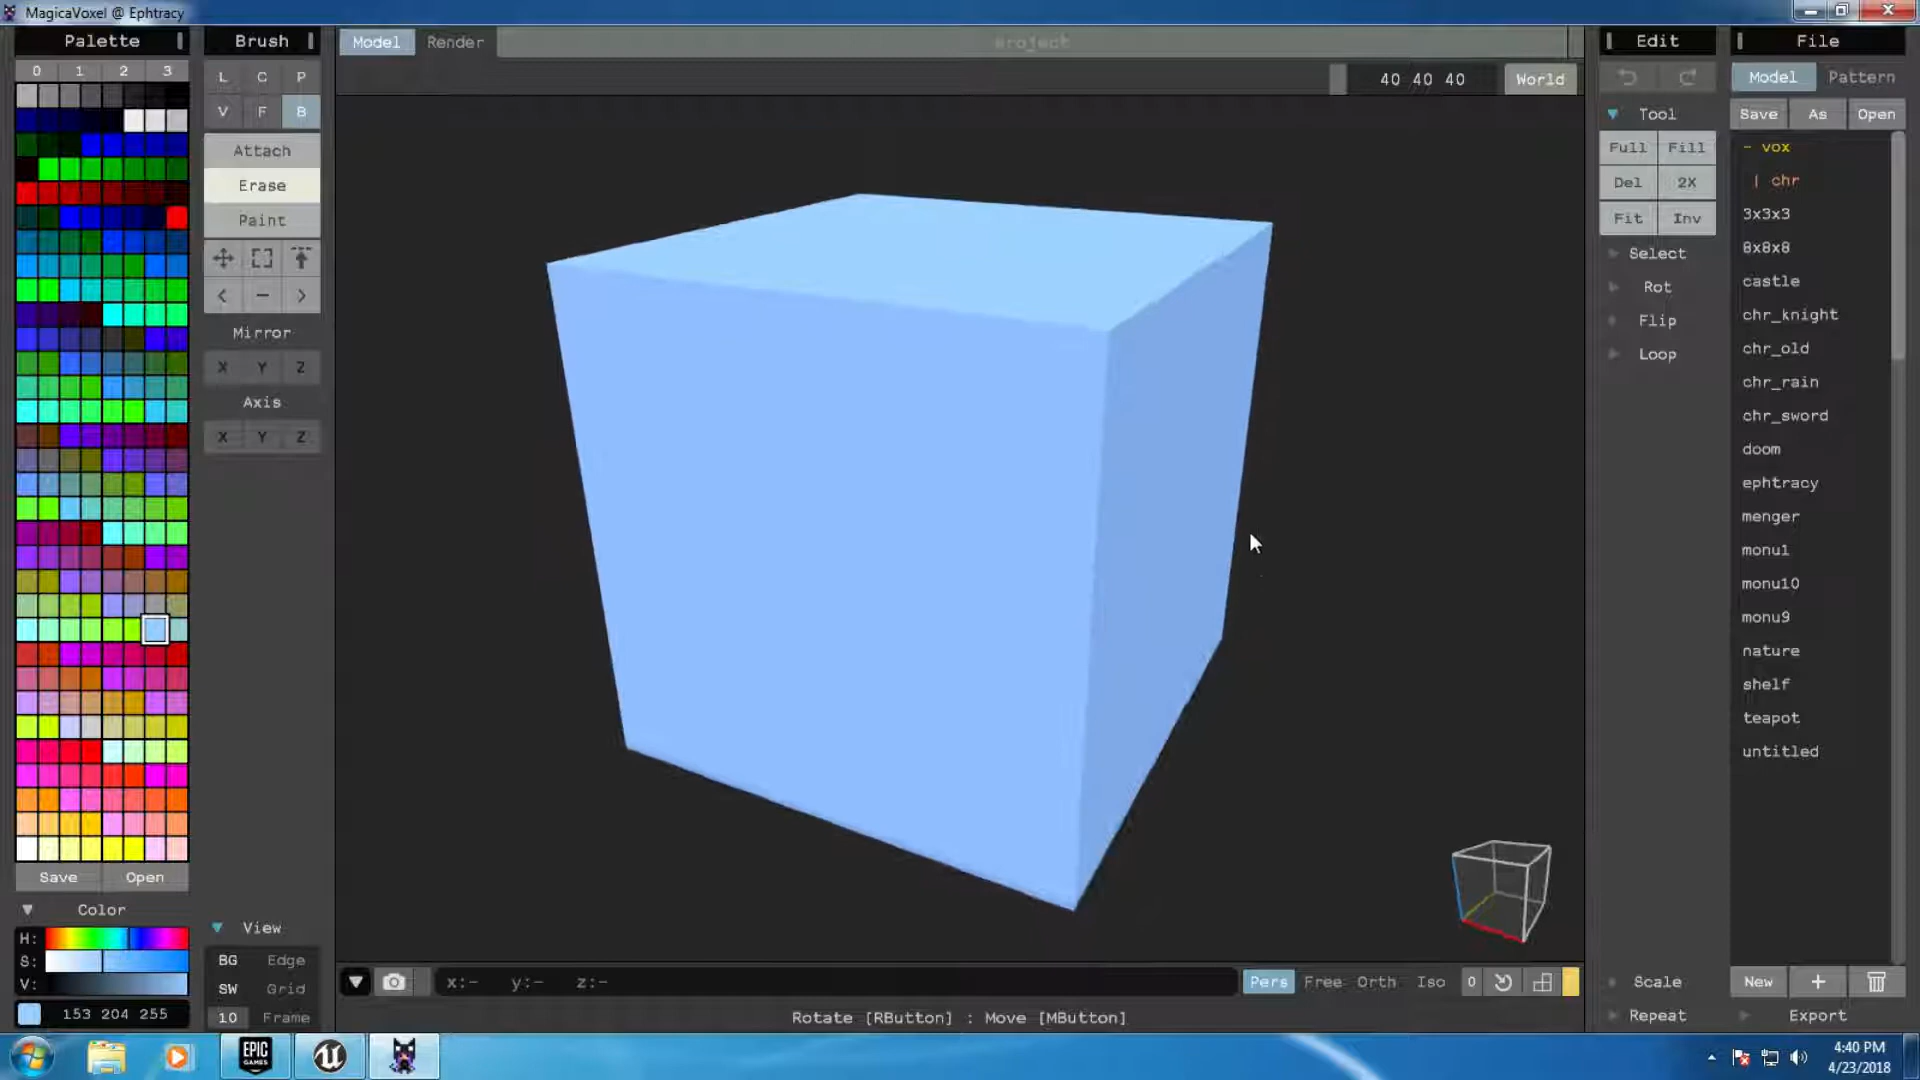 MagicaVoxel @ Ephtracy
Palette
0 1 2 3
Save Open
Color
H:
S:
V:
153 204 255
Brush
L C P
V F B
Attach
Erase
Paint
< - >
Mirror
X Y Z
Axis
X Y Z
View
BG Edge
SW Grid
10 Frame
Model Render project
40 40 40 World
x:- y:- z:-
Pers Free Orth Iso 0
Rotate [RButton] : Move [MButton]
Edit
Tool
Full Fill
Del 2X
Fit Inv
Select
Rot
Flip
Loop
Scale
Repeat
File
Model Pattern
Save As Open
- vox
| chr
3x3x3
8x8x8
castle
chr_knight
chr_old
chr_rain
chr_sword
doom
ephtracy
menger
monu1
monu10
monu9
nature
shelf
teapot
untitled
New +
Export
EPIC
GAMES
4:40 PM
4/23/2018